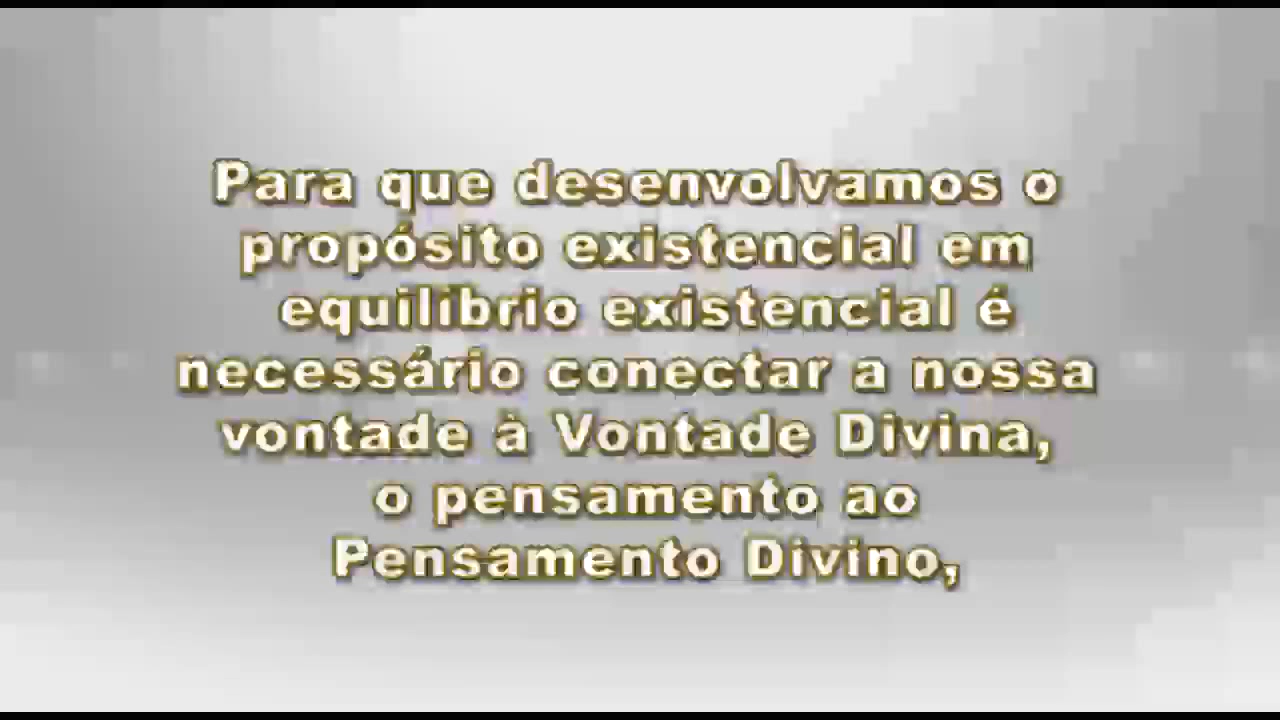 Para que desenvolvamos o
propósito existencial em
equilíbrio existencial é
necessário conectar a nossa
vontade à Vontade Divina,
o pensamento ao
Pensamento Divino,